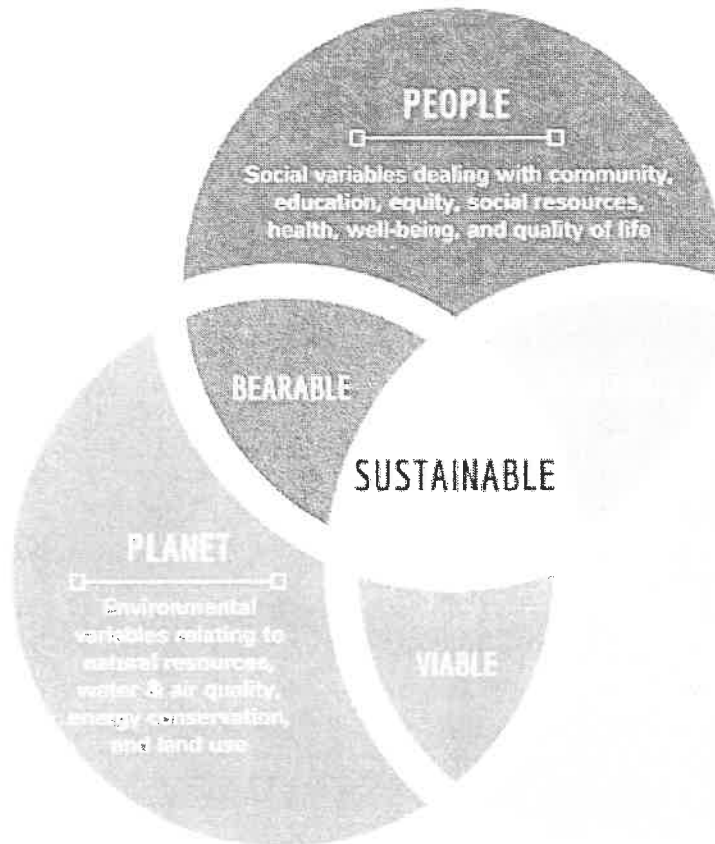 PEOPLE
Social variables dealing with community,
education, equity, social resources,
health, well-being, and quality of life
BEARABLE
SUSTAINABLE
PLANET
Environmental
variables relating to
natural resources,
water & air quality,
energy conservation,
and land use
VIABLE